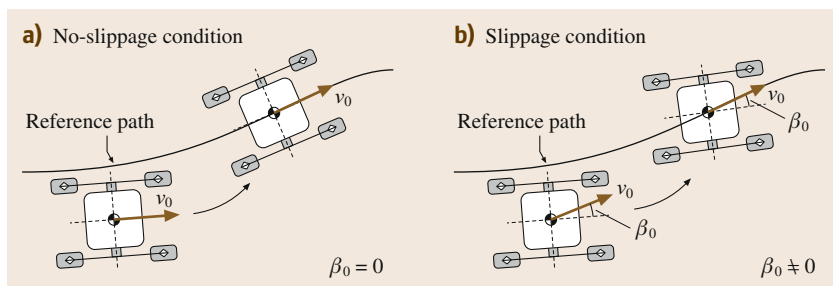 a) No-slippage condition
v₀
Reference path
v₀
β₀ = 0
b) Slippage condition
v₀
β₀
Reference path
v₀
β₀
β₀ ≠ 0